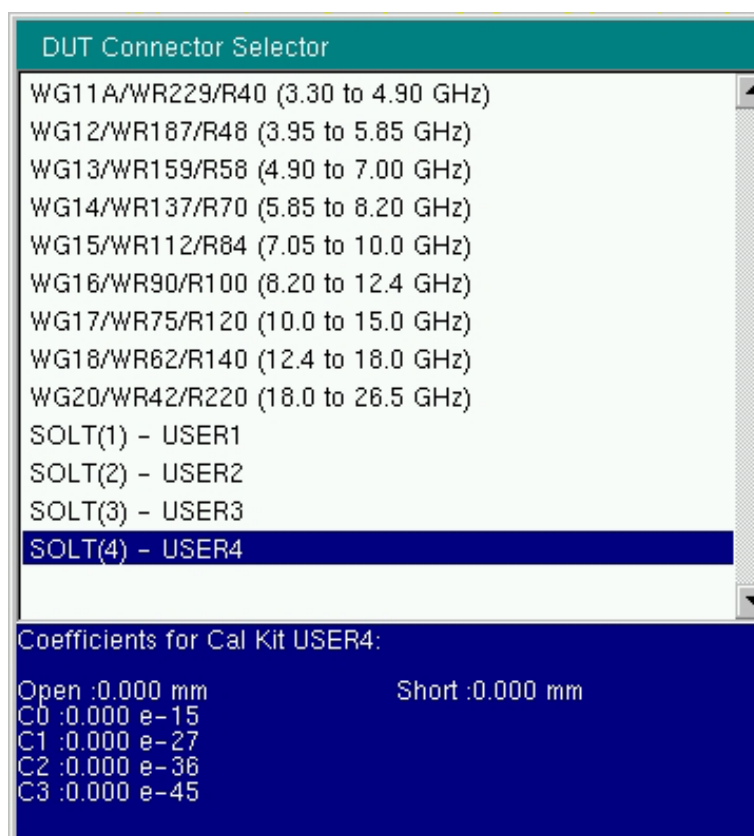 DUT Connector Selector
WG11A/WR229/R40 (3.30 to 4.90 GHz)
WG12/WR187/R48 (3.95 to 5.85 GHz)
WG13/WR159/R58 (4.90 to 7.00 GHz)
WG14/WR137/R70 (5.85 to 8.20 GHz)
WG15/WR112/R84 (7.05 to 10.0 GHz)
WG16/WR90/R100 (8.20 to 12.4 GHz)
WG17/WR75/R120 (10.0 to 15.0 GHz)
WG18/WR62/R140 (12.4 to 18.0 GHz)
WG20/WR42/R220 (18.0 to 26.5 GHz)
SOLT(1) – USER1
SOLT(2) – USER2
SOLT(3) – USER3
SOLT(4) – USER4
Coefficients for Cal Kit USER4:
Open :0.000 mm Short :0.000 mm
C0 :0.000 e–15
C1 :0.000 e–27
C2 :0.000 e–36
C3 :0.000 e–45